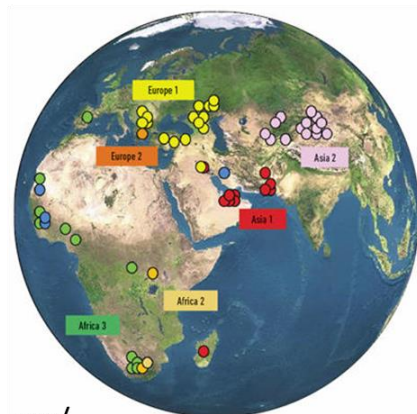 Europe 1
Europe 2
Asia 2
Asia 1
Africa 2
Africa 3